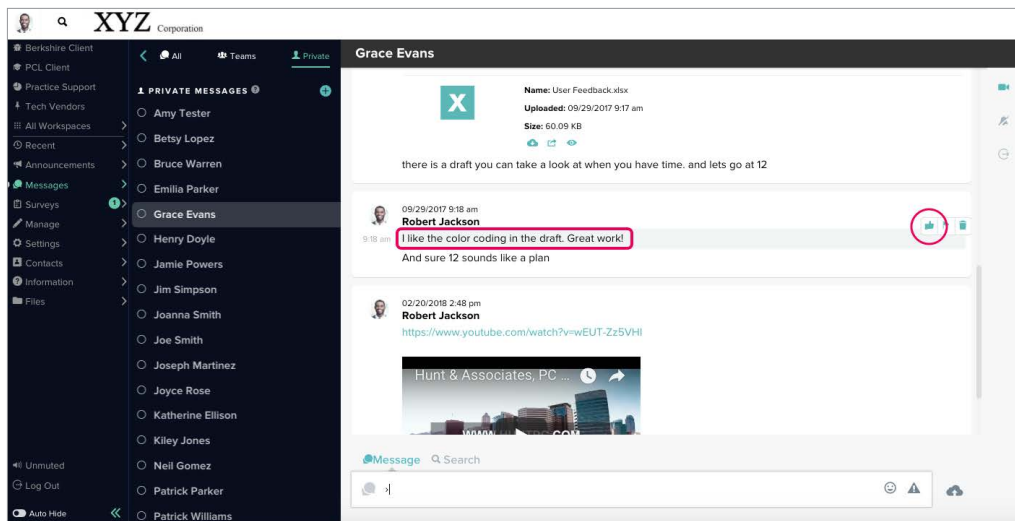 XYZ Corporation
Berkshire Client
PCL Client
Practice Support
Tech Vendors
All Workspaces
Recent
Announcements
Messages
Surveys 1
Manage
Settings
Contacts
Information
Files
Unmuted
Log Out
Auto Hide
All Teams Private
PRIVATE MESSAGES
Amy Tester
Betsy Lopez
Bruce Warren
Emilia Parker
Grace Evans
Henry Doyle
Jamie Powers
Jim Simpson
Joanna Smith
Joe Smith
Joseph Martinez
Joyce Rose
Katherine Ellison
Kiley Jones
Neil Gomez
Patrick Parker
Patrick Williams
Grace Evans
X
Name: User Feedback.xlsx
Uploaded: 09/29/2017 9:17 am
Size: 60.09 KB
there is a draft you can take a look at when you have time. and lets go at 12
09/29/2017 9:18 am
Robert Jackson
9:18 am I like the color coding in the draft. Great work!
And sure 12 sounds like a plan
02/20/2018 2:48 pm
Robert Jackson
https://www.youtube.com/watch?v=wEUT-Zz5VHI
Hunt & Associates, PC ...
Message Search